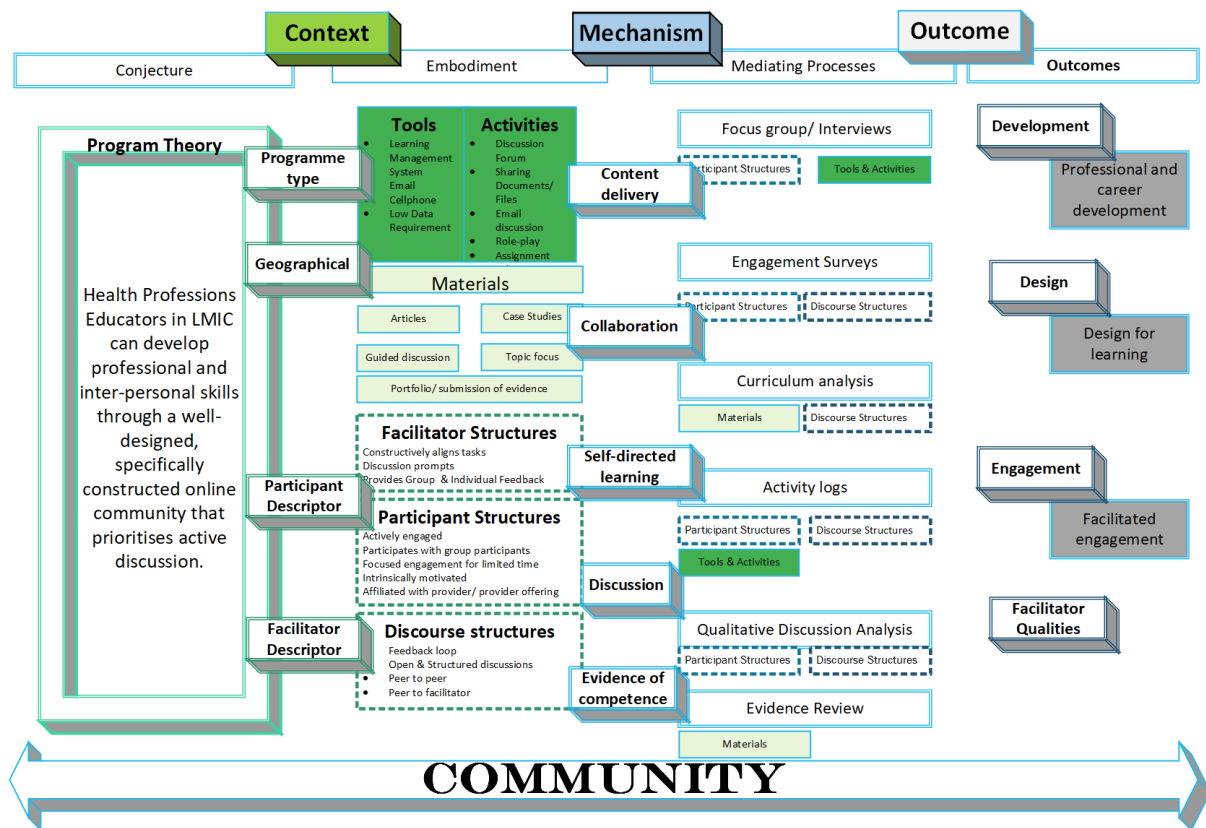 Context
Mechanism
Outcome
Conjecture
Embodiment
Mediating Processes
Outcomes
Program Theory
Health Professions
Educators in LMIC
can develop
professional and
inter-personal skills
through a well-
designed,
specifically
constructed online
community that
prioritises active
discussion.
Programme
type
Geographical
Participant
Descriptor
Facilitator
Descriptor
Tools
• Learning
Management
System
Email
• Cellphone
• Low Data
Requirement
Activities
• Discussion
Forum
• Sharing
Documents/
Files
• Email
discussion
• Role-play
• Assignment
Materials
Articles
Case Studies
Guided discussion
Topic focus
Portfolio/ submission of evidence
Facilitator Structures
Constructively aligns tasks
Discussion prompts
Provides Group & Individual Feedback
Participant Structures
Actively engaged
Participates with group participants
Focused engagement for limited time
Intrinsically motivated
Affiliated with provider/ provider offering
Discourse structures
Feedback loop
Open & Structured discussions
• Peer to peer
• Peer to facilitator
Content
delivery
Collaboration
Self-directed
learning
Discussion
Evidence of
competence
Focus group/ Interviews
Participant Structures
Tools & Activities
Engagement Surveys
Participant Structures
Discourse Structures
Curriculum analysis
Materials
Discourse Structures
Activity logs
Participant Structures
Discourse Structures
Tools & Activities
Qualitative Discussion Analysis
Participant Structures
Discourse Structures
Evidence Review
Materials
Development
Professional and
career
development
Design
Design for
learning
Engagement
Facilitated
engagement
Facilitator
Qualities
COMMUNITY